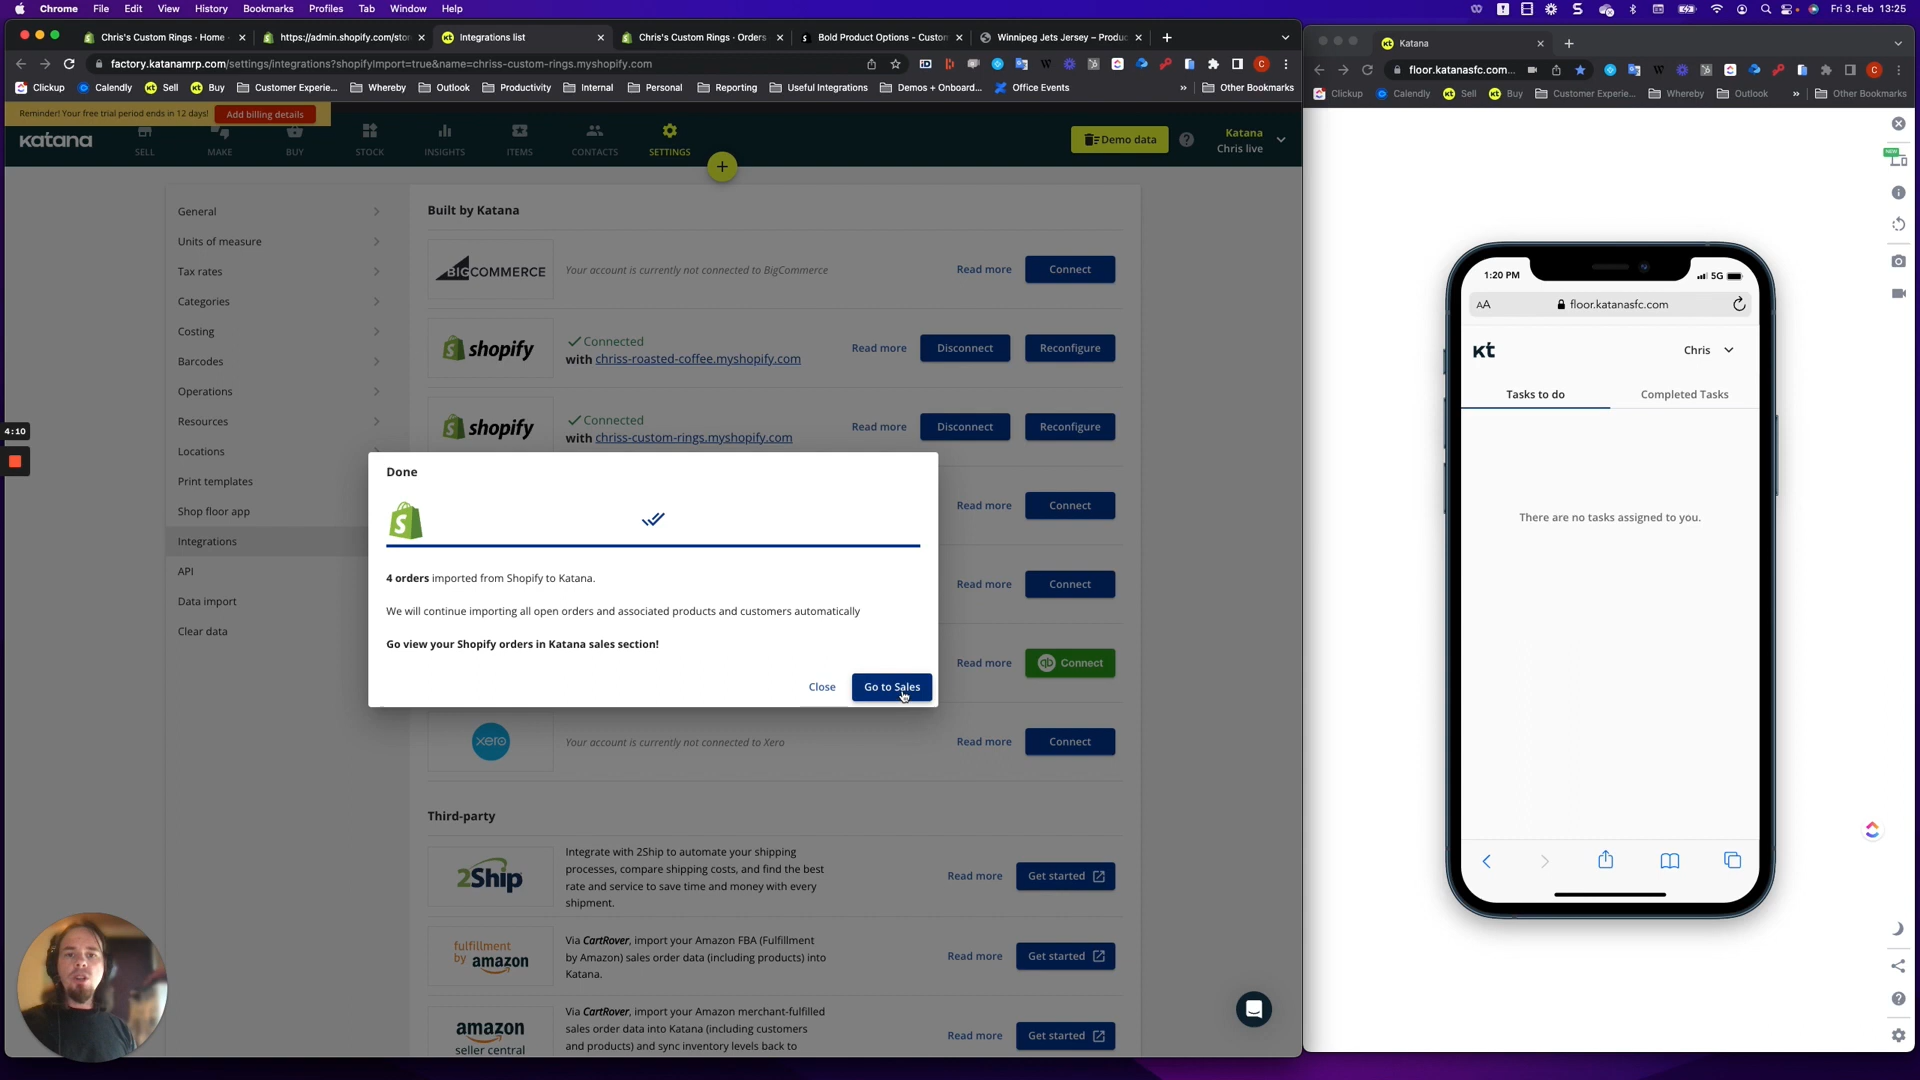 Chrome File Edit View History Bookmarks Profiles Tab Window Help
Fri 3. Feb 13:25
Chris's Custom Rings · Home
https://admin.shopify.com/stor
Integrations list
Chris's Custom Rings · Orders
Bold Product Options - Custom
Winnipeg Jets Jersey – Produc
factory.katanamrp.com/settings/integrations?shopifyImport=true&name=chriss-custom-rings.myshopify.com
Clickup Calendly Sell Buy Customer Experie... Whereby Outlook Productivity Internal Personal Reporting Useful Integrations Demos + Onboard... Office Events » Other Bookmarks
Reminder! Your free trial period ends in 12 days! Add billing details
katana
SELL MAKE BUY STOCK INSIGHTS ITEMS CONTACTS SETTINGS
Demo data
Katana
Chris live
General
Units of measure
Tax rates
Categories
Costing
Barcodes
Operations
Resources
Locations
Print templates
Shop floor app
Integrations
API
Data import
Clear data
4:10
Built by Katana
BIGCOMMERCE
Your account is currently not connected to BigCommerce
Read more Connect
shopify
Connected
with chriss-roasted-coffee.myshopify.com
Read more Disconnect Reconfigure
shopify
Connected
with chriss-custom-rings.myshopify.com
Read more Disconnect Reconfigure
Read more Connect
Read more Connect
Read more qb Connect
Done
4 orders imported from Shopify to Katana.
We will continue importing all open orders and associated products and customers automatically
Go view your Shopify orders in Katana sales section!
Close Go to Sales
xero
Your account is currently not connected to Xero
Read more Connect
Third-party
2Ship
Integrate with 2Ship to automate your shipping
processes, compare shipping costs, and find the best
rate and service to save time and money with every
shipment.
Read more Get started
fulfillment
by amazon
Via CartRover, import your Amazon FBA (Fulfillment
by Amazon) sales order data (including products) into
Katana.
Read more Get started
amazon
seller central
Via CartRover, import your Amazon merchant-fulfilled
sales order data into Katana (including customers
and products) and sync inventory levels back to
Read more Get started
Katana
floor.katanasfc.com...
Clickup Calendly Sell Buy Customer Experie... Whereby Outlook » Other Bookmarks
NEW
1:20 PM
5G
AA floor.katanasfc.com
Kt
Chris
Tasks to do Completed Tasks
There are no tasks assigned to you.